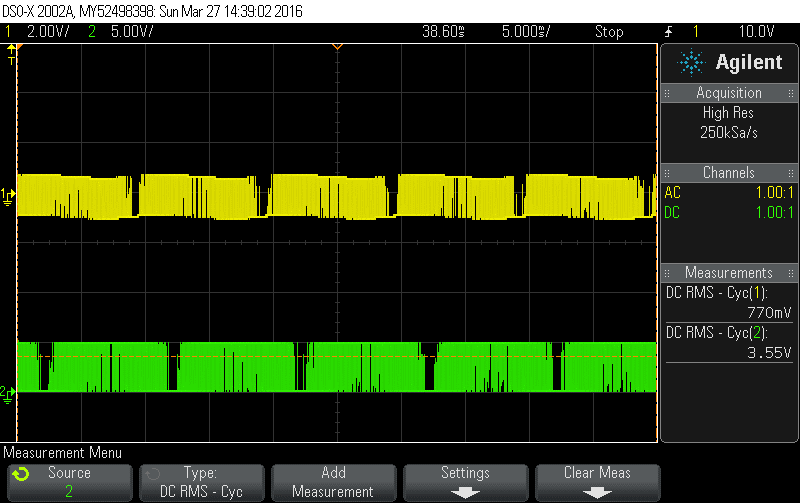 DSO-X 2002A, MY52498398: Sun Mar 27 14:39:02 2016
1 2.00V/ 2 5.00V/ 38.60ms 5.000s/ Stop 1 10.0V
T
Agilent
Acquisition
High Res
250kSa/s
Channels
AC 1.00:1
DC 1.00:1
Measurements
DC RMS - Cyc(1):
770mV
DC RMS - Cyc(2):
3.55V
1
2
Measurement Menu
Source
2
Type:
DC RMS - Cyc
Add
Measurement
Settings
Clear Meas